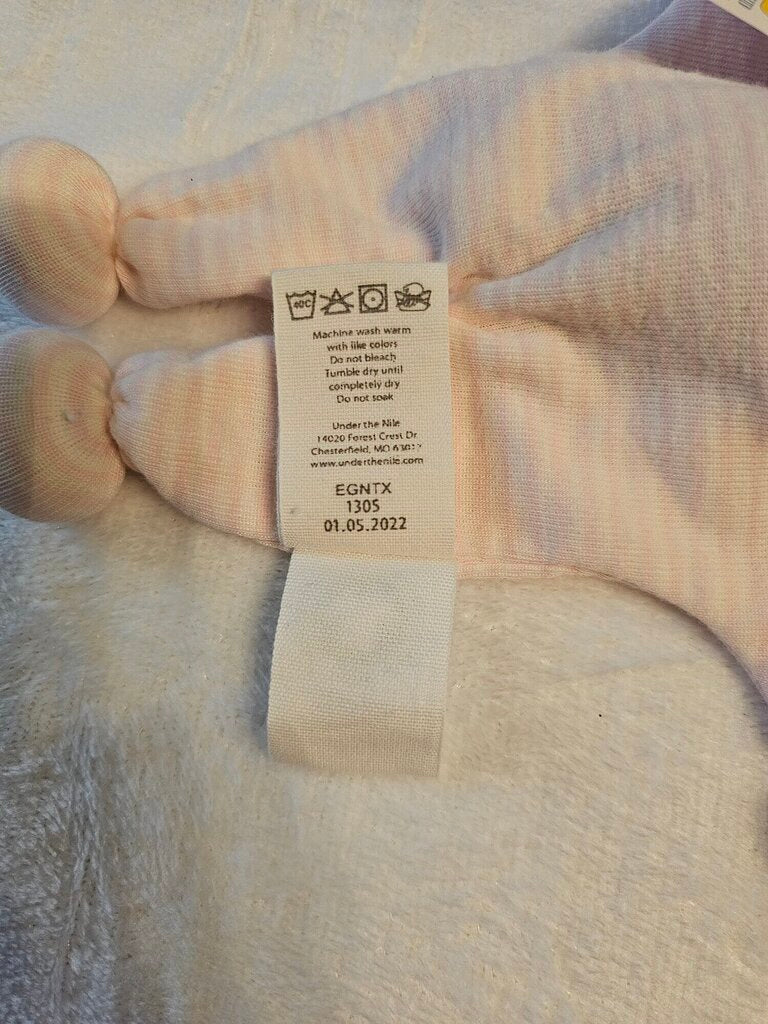 40C
Machine wash warm
with like colors
Do not bleach
Tumble dry until
completely dry
Do not soak
Under the Nile
14020 Forest Crest Dr
Chesterfield, MO
www.underthenile.com
EGNTX
1305
01.05.2022